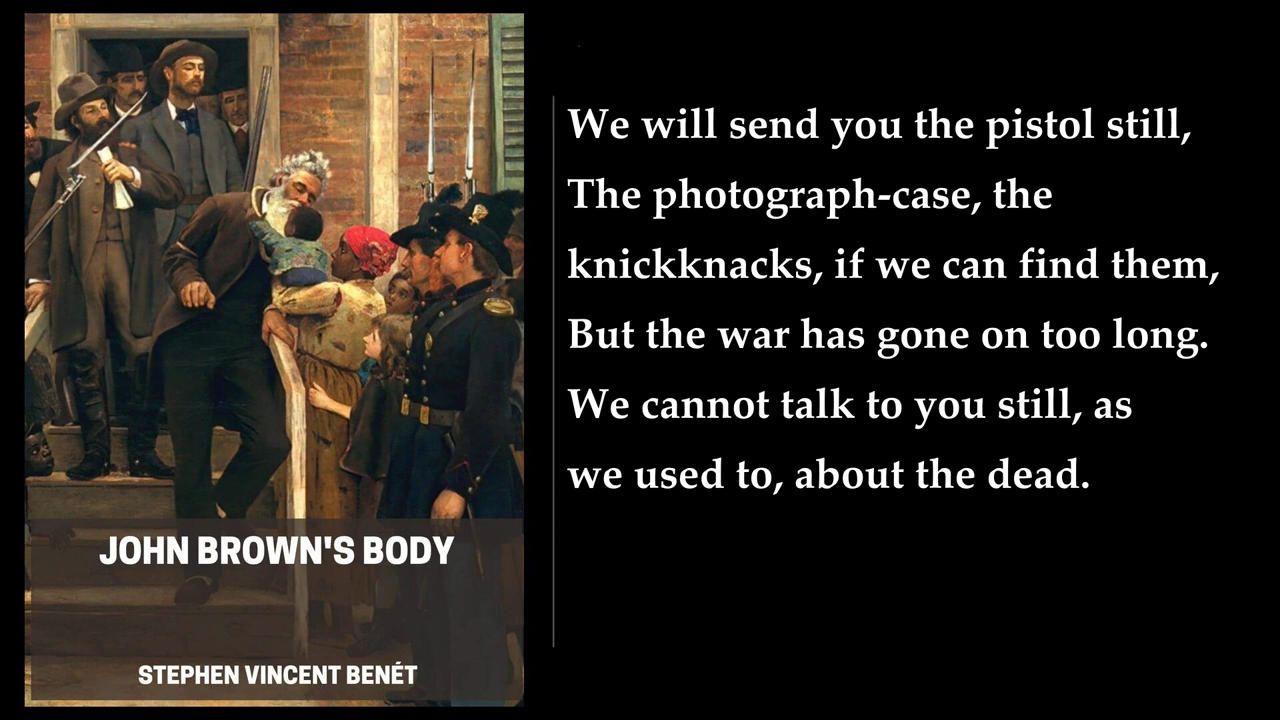 JOHN BROWN'S BODY
STEPHEN VINCENT BENÉT
We will send you the pistol still,
The photograph-case, the
knickknacks, if we can find them,
But the war has gone on too long.
We cannot talk to you still, as
we used to, about the dead.